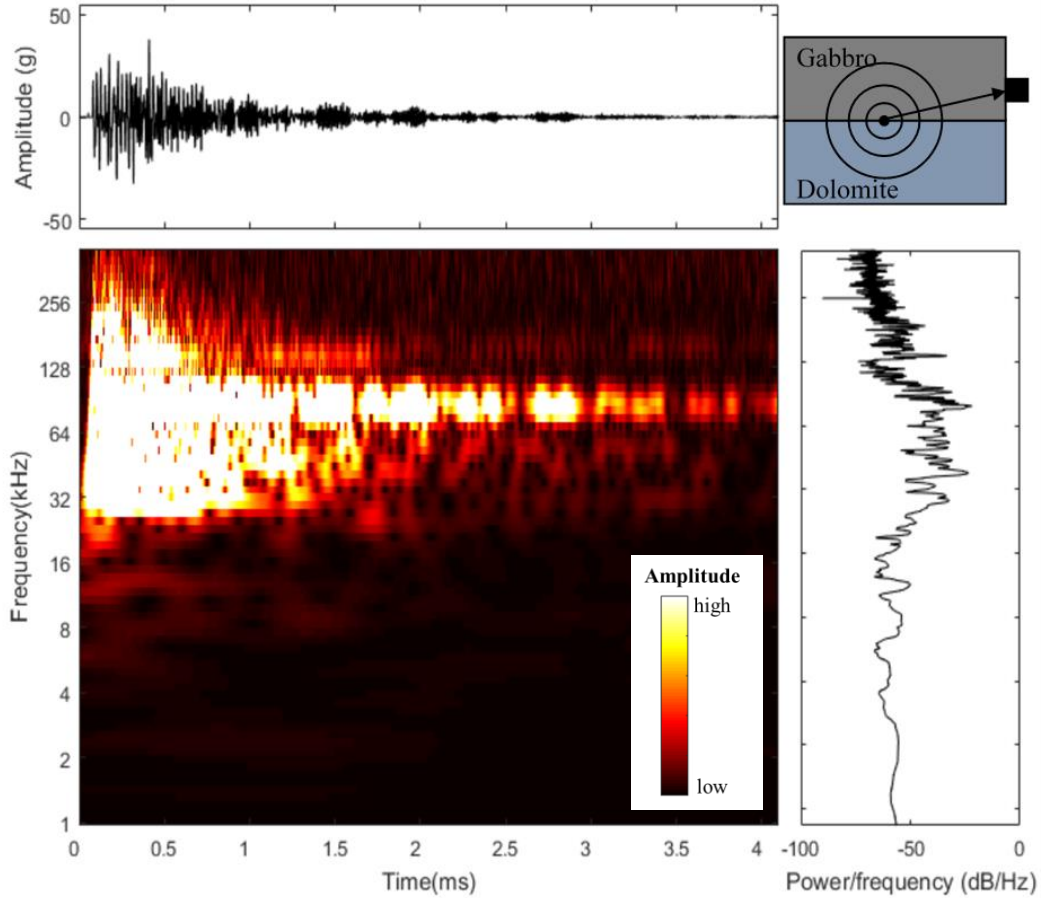 50
0
-50
Amplitude (g)
Gabbro
Dolomite
256
128
64
32
16
8
4
2
1
Frequency(kHz)
Amplitude
high
low
0 0.5 1 1.5 2 2.5 3 3.5 4
Time(ms)
-100 -50 0
Power/frequency (dB/Hz)